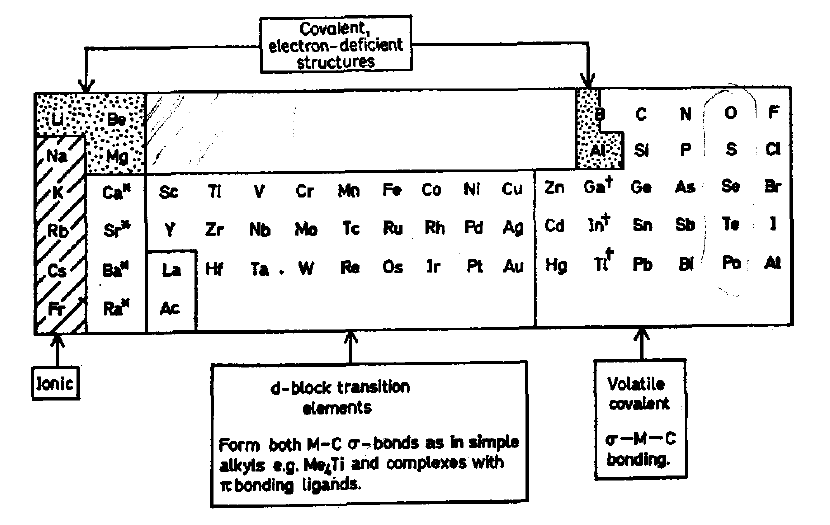 Covalent,
electron-deficient
structures
Li Be B C N O F
Na Mg Al Si P S Cl
K Ca* Sc Ti V Cr Mn Fe Co Ni Cu Zn Ga† Ge As Se Br
Rb Sr* Y Zr Nb Mo Tc Ru Rh Pd Ag Cd In† Sn Sb Te I
Cs Ba* La Hf Ta W Re Os Ir Pt Au Hg Tl† Pb Bi Po At
Fr Ra* Ac
Ionic
d-block transition
elements
Form both M-C σ-bonds as in simple
alkyls e.g. Me₄Ti and complexes with
π bonding ligands.
Volatile
covalent
σ-M-C
bonding.